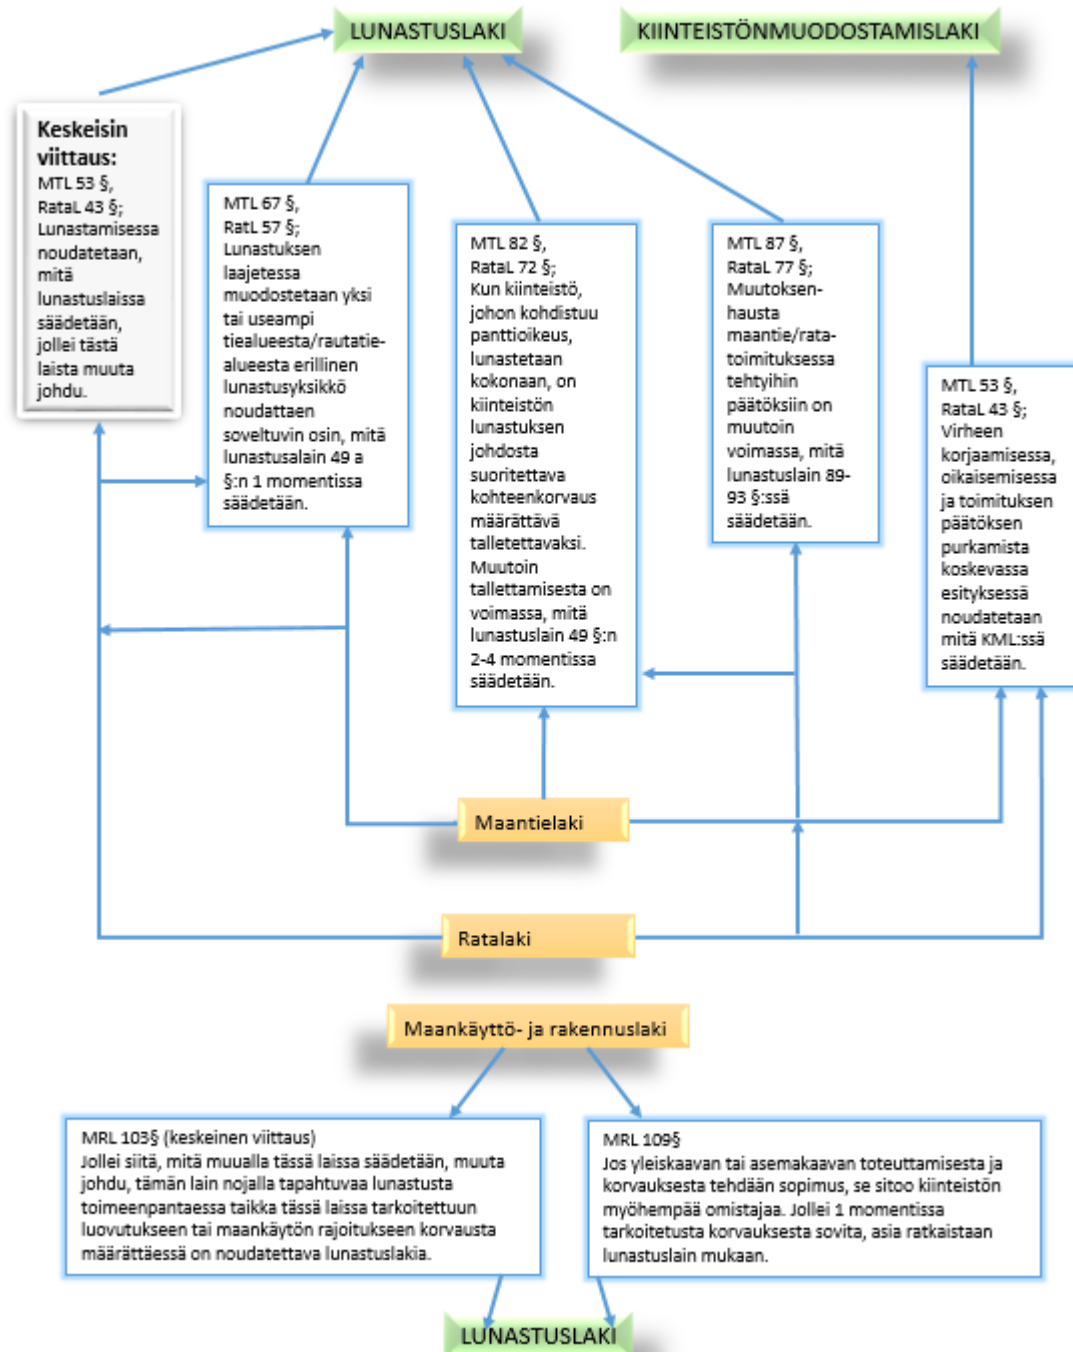 LUNASTUSLAKI
KIINTEISTÖNMUODOSTAMISLAKI
Keskeisin
viittaus:
MTL 53 §,
RataL 43 §;
Lunastamisessa
noudatetaan,
mitä
lunastuslaissa
säädetään,
jollei tästä
laista muuta
johdu.
MTL 67 §,
RatL 57 §;
Lunastuksen
laajetessa
muodostetaan yksi
tai useampi
tiealueesta/rautatie-
alueesta erillinen
lunastusyksikkö
noudattaen
soveltuvin osin, mitä
lunastusalain 49 a
§:n 1 momentissa
säädetään.
MTL 82 §,
RataL 72 §;
Kun kiinteistö,
johon kohdistuu
panttioikeus,
lunastetaan
kokonaan, on
kiinteistön
lunastuksen
johdosta
suoritettava
kohteenkorvaus
määrättävä
talletettavaksi.
Muutoin
tallettamisesta on
voimassa, mitä
lunastuslain 49 §:n
2-4 momentissa
säädetään.
MTL 87 §,
RataL 77 §;
Muutoksen-
hausta
maantie/rata-
toimituksessa
tehtyihin
päätöksiin on
muutoin
voimassa, mitä
lunastuslain 89-
93 §:ssä
säädetään.
MTL 53 §,
RataL 43 §;
Virheen
korjaamisessa,
oikaisemisessa
ja toimituksen
päätöksen
purkamista
koskevassa
esityksessä
noudatetaan
mitä KML:ssä
säädetään.
Maantielaki
Ratalaki
Maankäyttö- ja rakennuslaki
MRL 103§ (keskeinen viittaus)
Jollei siitä, mitä muualla tässä laissa säädetään, muuta
johdu, tämän lain nojalla tapahtuvaa lunastusta
toimeenpantaessa taikka tässä laissa tarkoitettuun
luovutukseen tai maankäytön rajoitukseen korvausta
määrättäessä on noudatettava lunastuslakia.
MRL 109§
Jos yleiskaavan tai asemakaavan toteuttamisesta ja
korvauksesta tehdään sopimus, se sitoo kiinteistön
myöhempää omistajaa. Jollei 1 momentissa
tarkoitetusta korvauksesta sovita, asia ratkaistaan
lunastuslain mukaan.
LUNASTUSLAKI